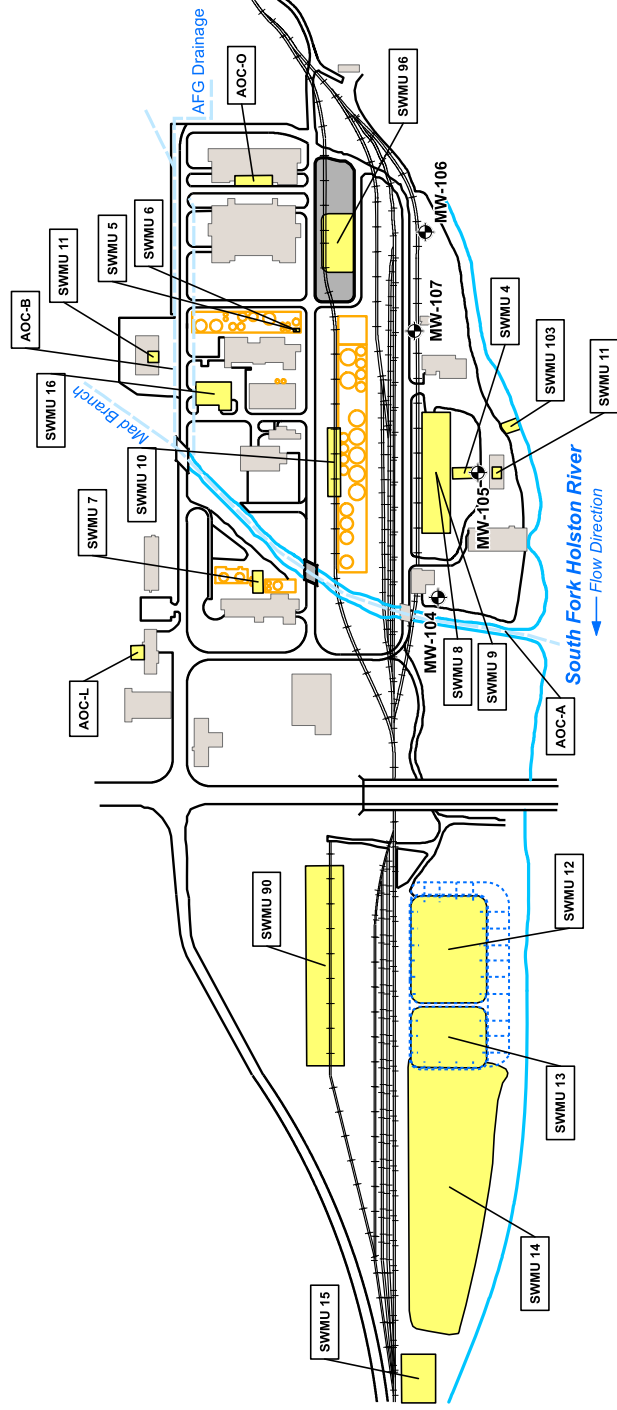 AFG Drainage
AOC-O
SWMU 96
SWMU 11
SWMU 5
SWMU 6
AOC-B
SWMU 16
Mad Branch
SWMU 10
SWMU 7
AOC-L
MW-106
MW-107
SWMU 4
SWMU 103
SWMU 11
MW-105
South Fork Holston River
Flow Direction
MW-104
SWMU 8
SWMU 9
AOC-A
SWMU 90
SWMU 12
SWMU 13
SWMU 14
SWMU 15